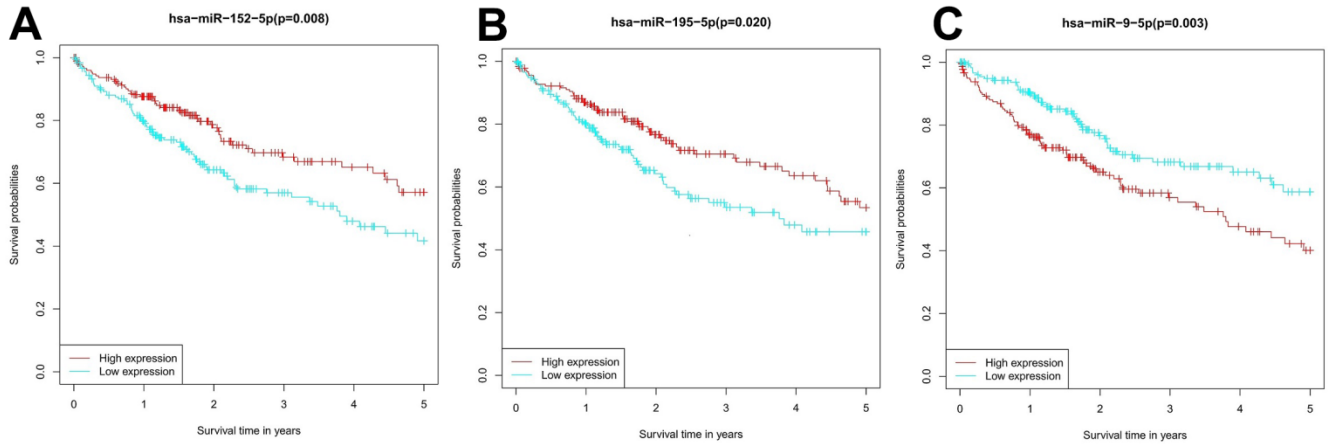 A
hsa-miR-152-5p(p=0.008)
Survival probabilities
1.0
0.8
0.6
0.4
0.2
0.0
High expression
Low expression
0 1 2 3 4 5
Survival time in years
B
hsa-miR-195-5p(p=0.020)
Survival probabilities
1.0
0.8
0.6
0.4
0.2
0.0
High expression
Low expression
0 1 2 3 4 5
Survival time in years
C
hsa-miR-9-5p(p=0.003)
Survival probabilities
1.0
0.8
0.6
0.4
0.2
0.0
High expression
Low expression
0 1 2 3 4 5
Survival time in years